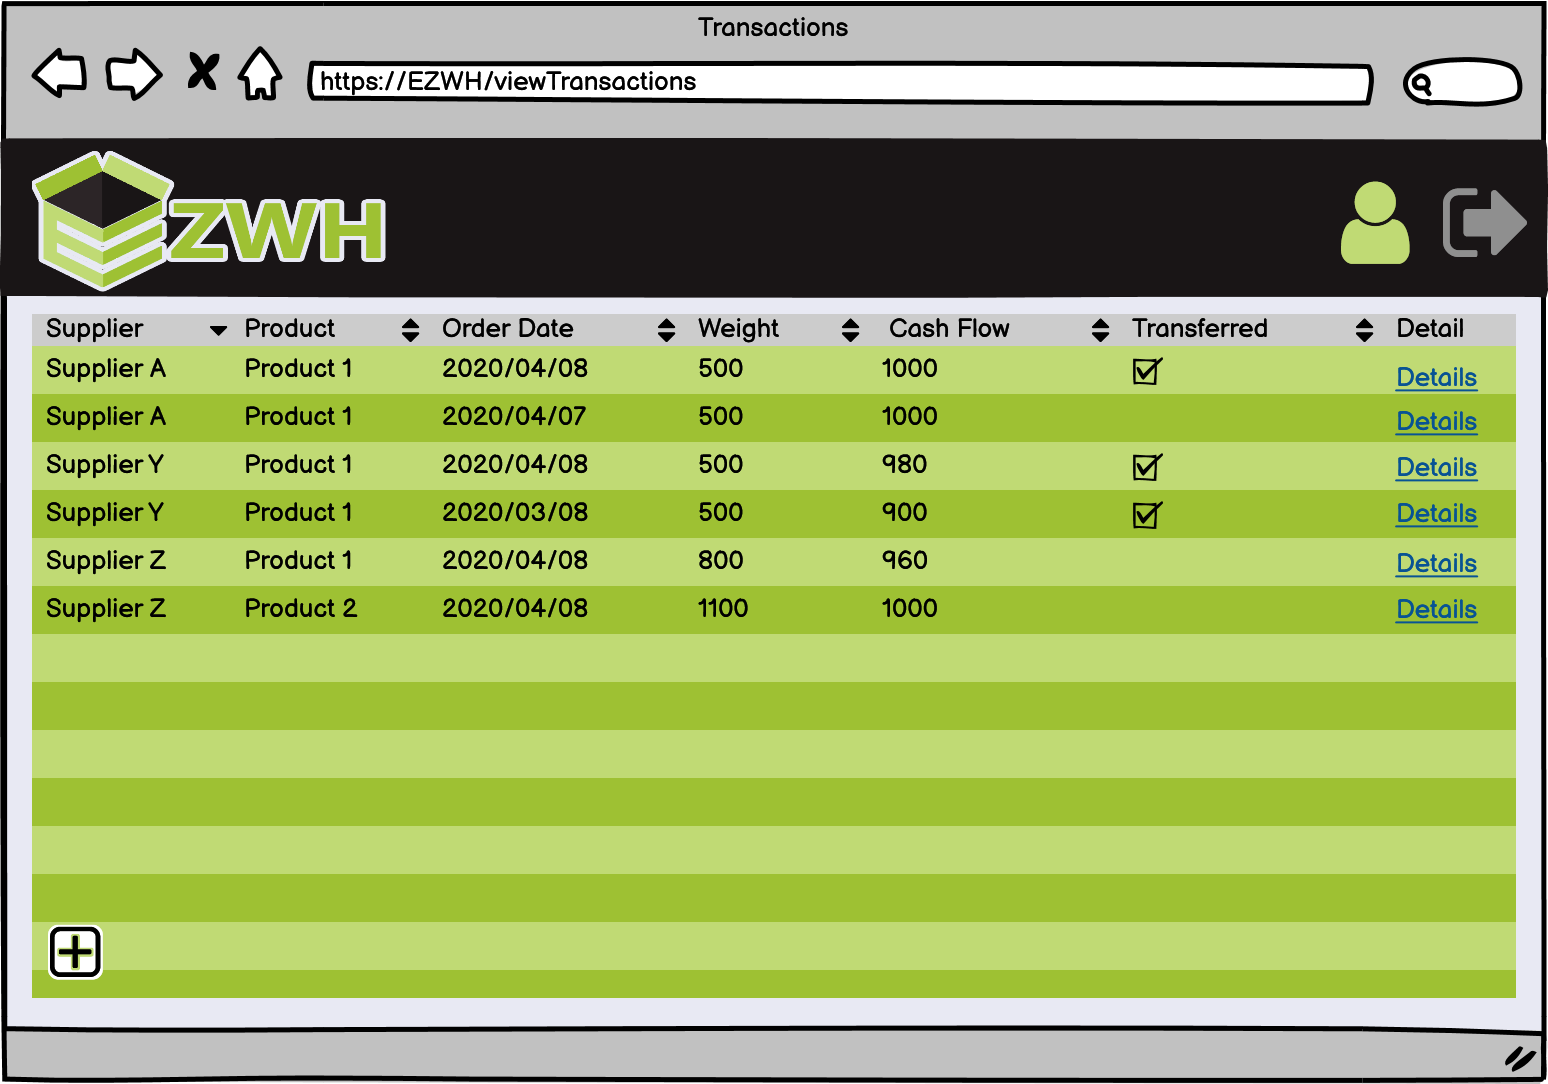 Transactions
https://EZWH/viewTransactions
EZWH
Supplier Product Order Date Weight Cash Flow Transferred Detail
Supplier A Product 1 2020/04/08 500 1000 Details
Supplier A Product 1 2020/04/07 500 1000 Details
Supplier Y Product 1 2020/04/08 500 980 Details
Supplier Y Product 1 2020/03/08 500 900 Details
Supplier Z Product 1 2020/04/08 800 960 Details
Supplier Z Product 2 2020/04/08 1100 1000 Details